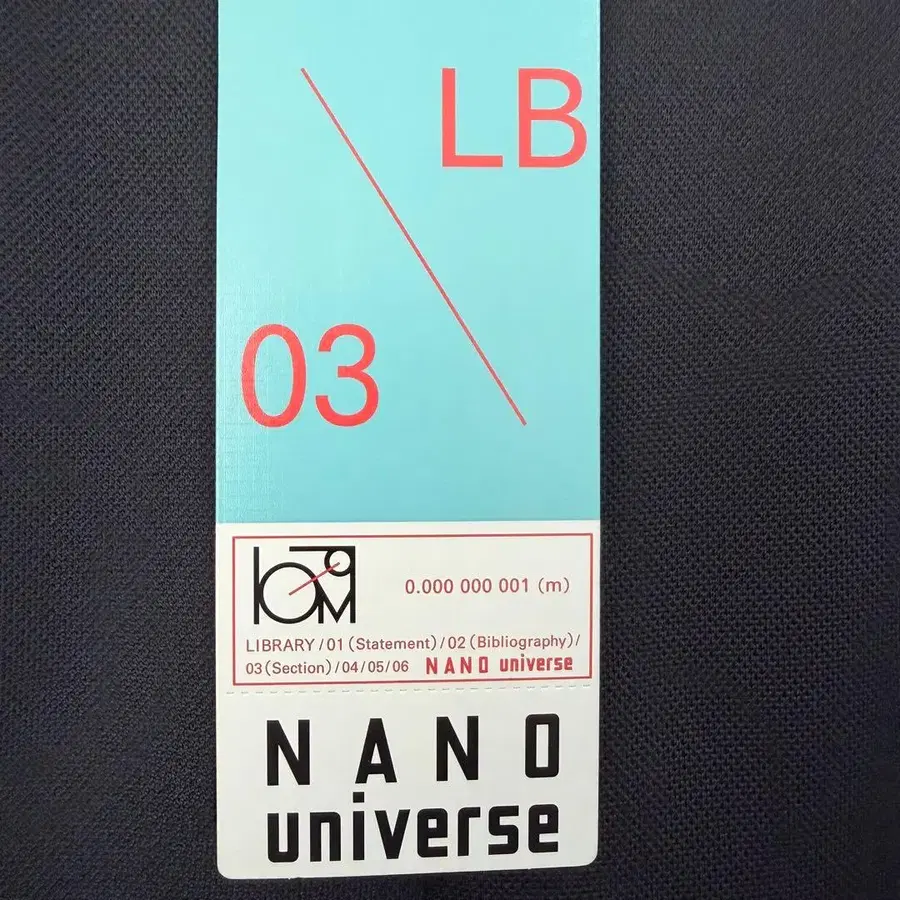 LB
03
0.000 000 001 (m)
LIBRARY / 01 (Statement) / 02 (Bibliography) /
03 (Section) / 04 / 05 / 06 NANO universe
NANO
universe